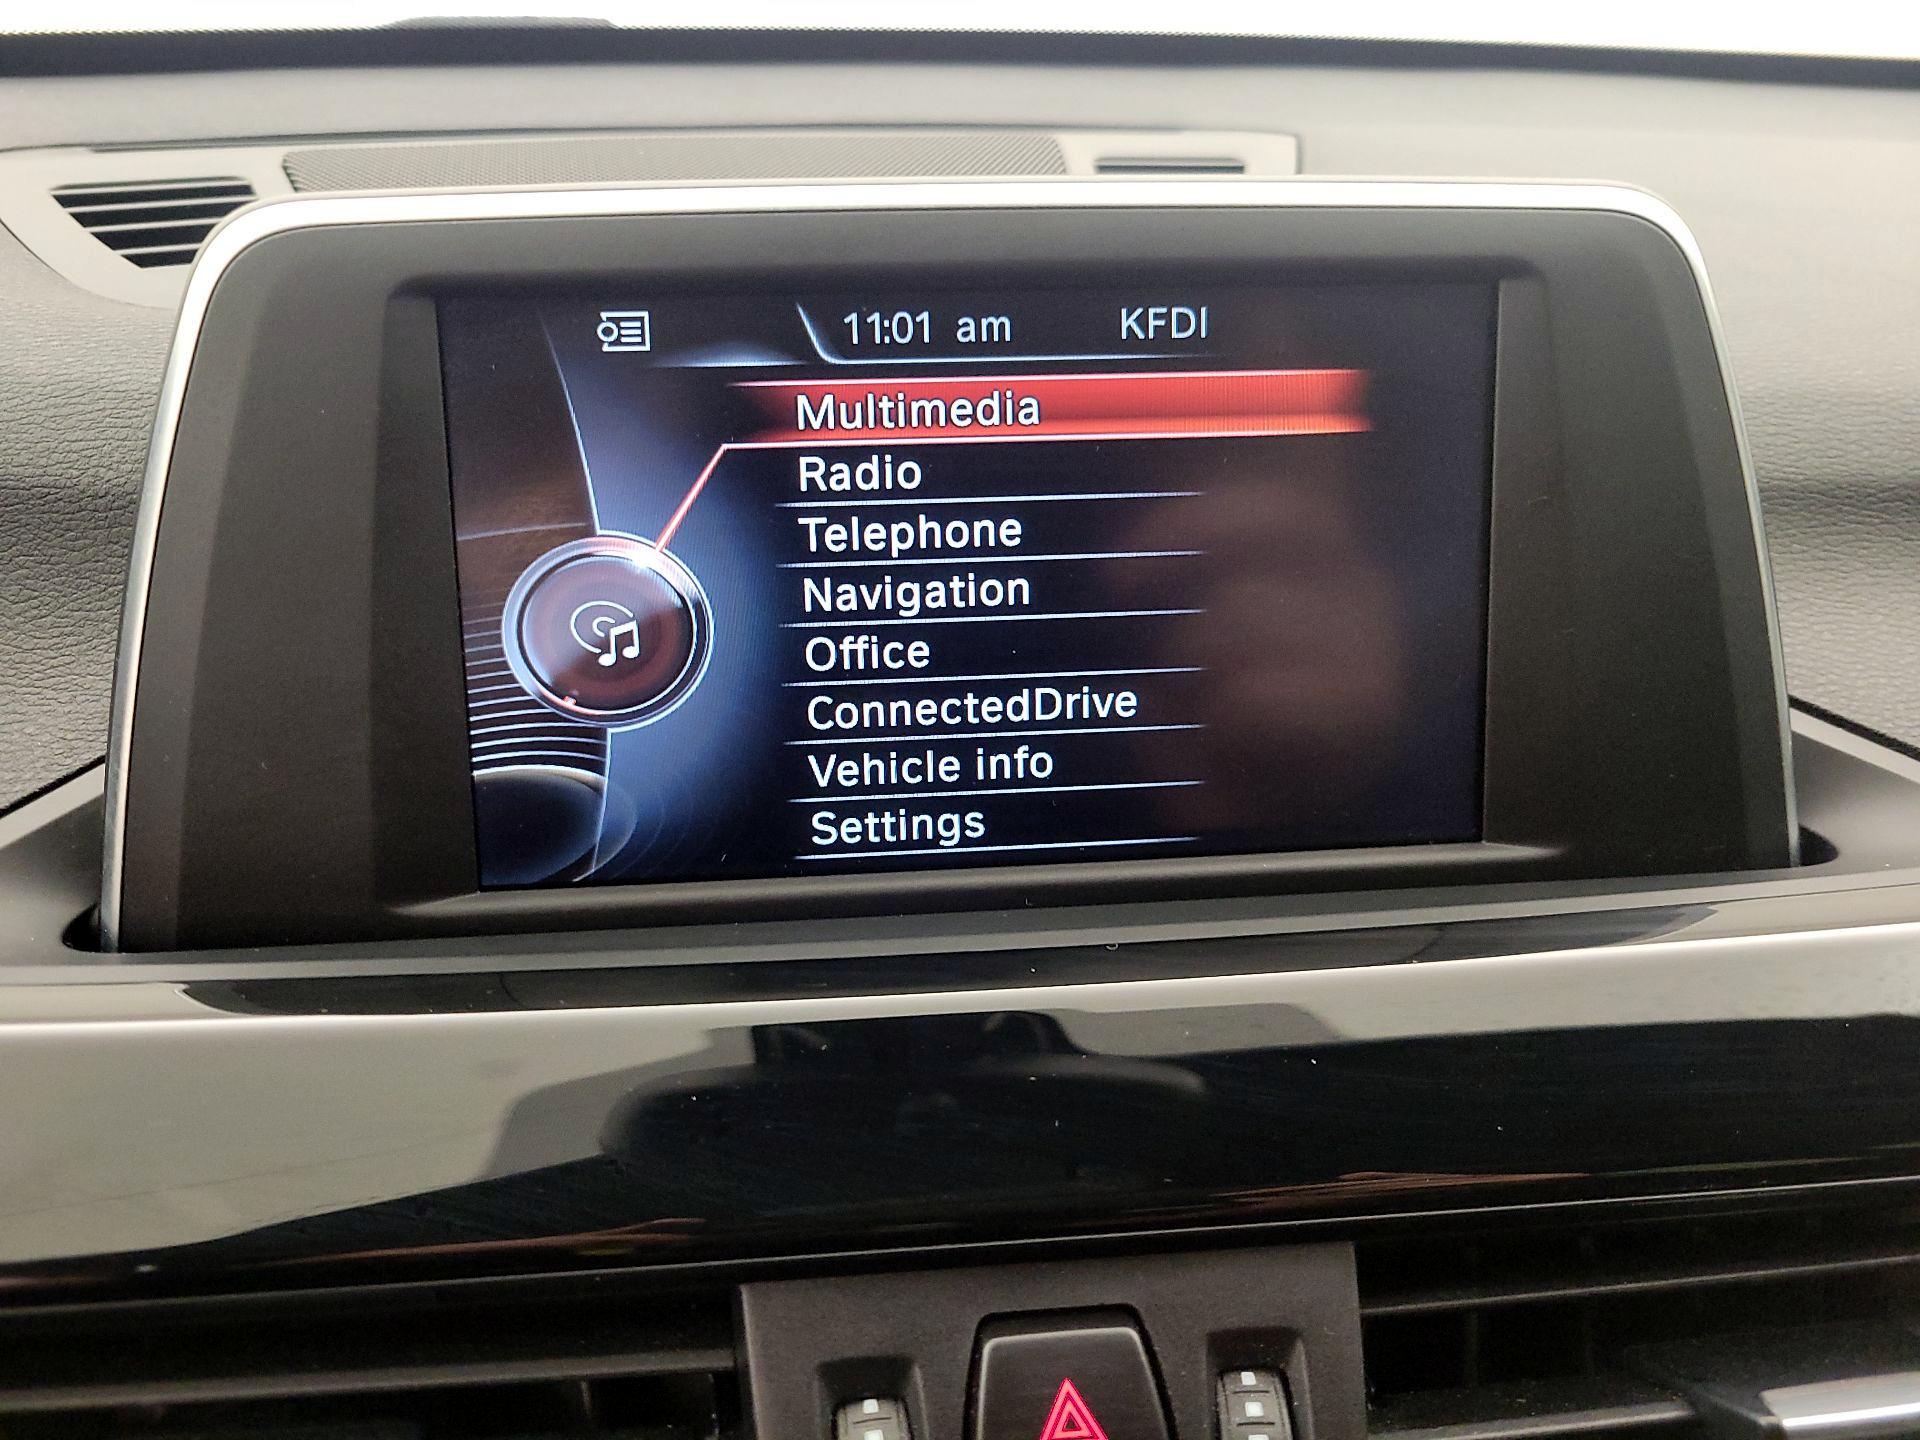 11:01 am KFDI
Multimedia
Radio
Telephone
Navigation
Office
ConnectedDrive
Vehicle info
Settings